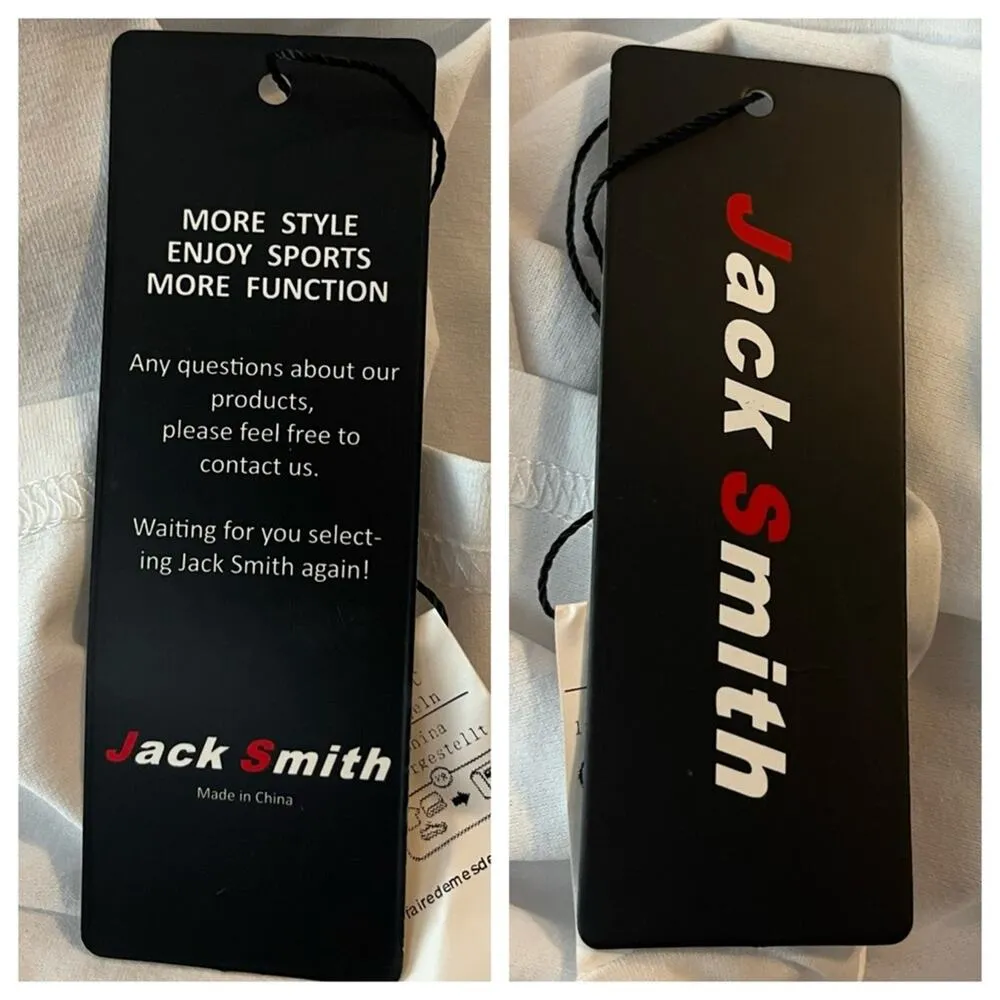 MORE STYLE
ENJOY SPORTS
MORE FUNCTION
Any questions about our
products,
please feel free to
contact us.
Waiting for you select-
ing Jack Smith again!
Jack Smith
Made in China
Jack Smith